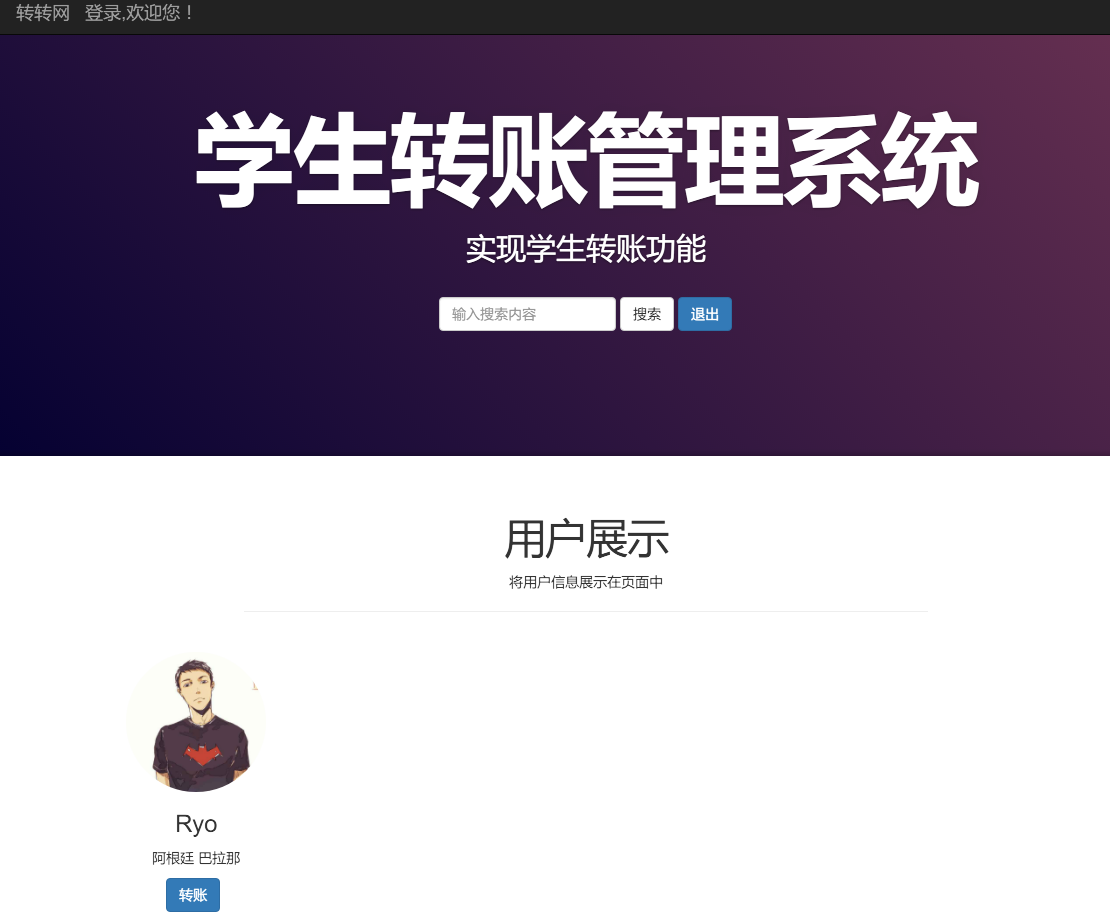 转转网 登录,欢迎您！
学生转账管理系统
实现学生转账功能
输入搜索内容 搜索 退出
用户展示
将用户信息展示在页面中
Ryo
阿根廷 巴拉那
转账